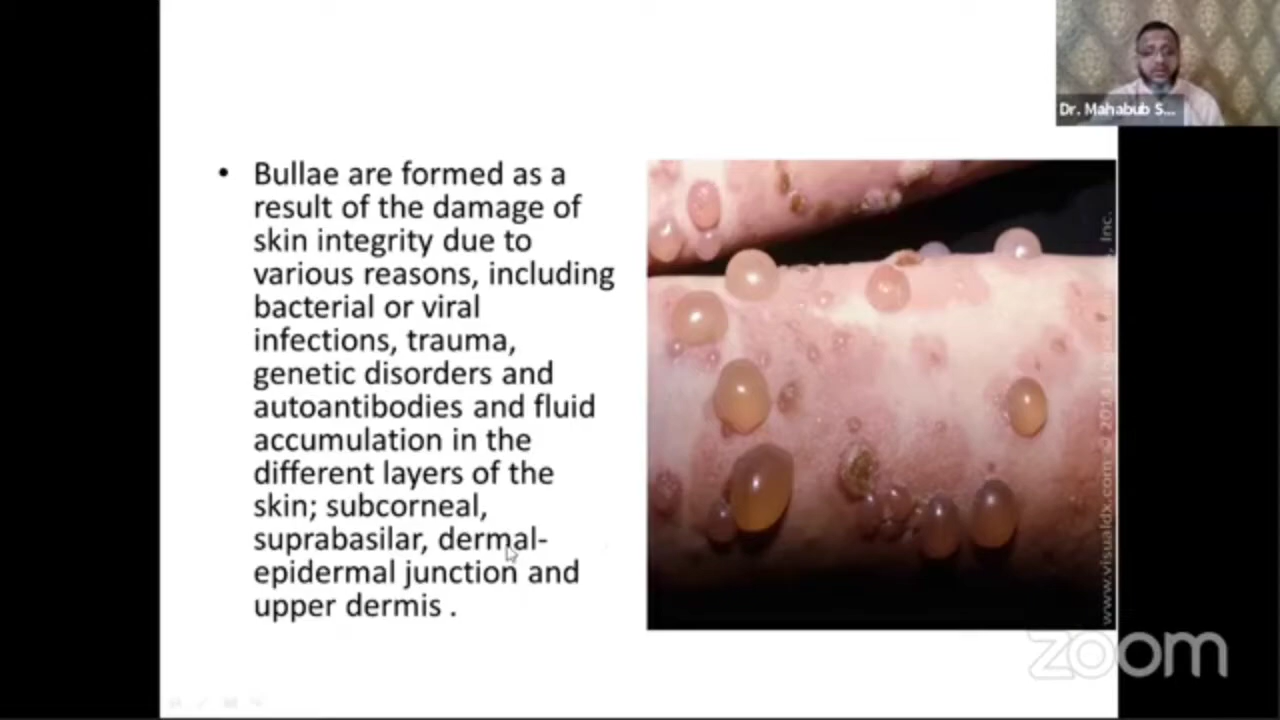 Dr. Mahabub S...
• Bullae are formed as a
result of the damage of
skin integrity due to
various reasons, including
bacterial or viral
infections, trauma,
genetic disorders and
autoantibodies and fluid
accumulation in the
different layers of the
skin; subcorneal,
suprabasilar, dermal-
epidermal junction and
upper dermis .
www.visualdx.com © 2014 Inc.
zoom